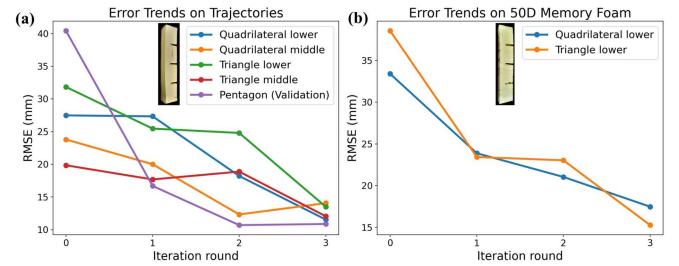 (a)
Error Trends on Trajectories
Quadrilateral lower
Quadrilateral middle
Triangle lower
Triangle middle
Pentagon (Validation)
RMSE (mm)
40
35
30
25
20
15
10
0
1
2
3
Iteration round
(b)
Error Trends on 50D Memory Foam
Quadrilateral lower
Triangle lower
RMSE (mm)
35
30
25
20
15
0
1
2
3
Iteration round